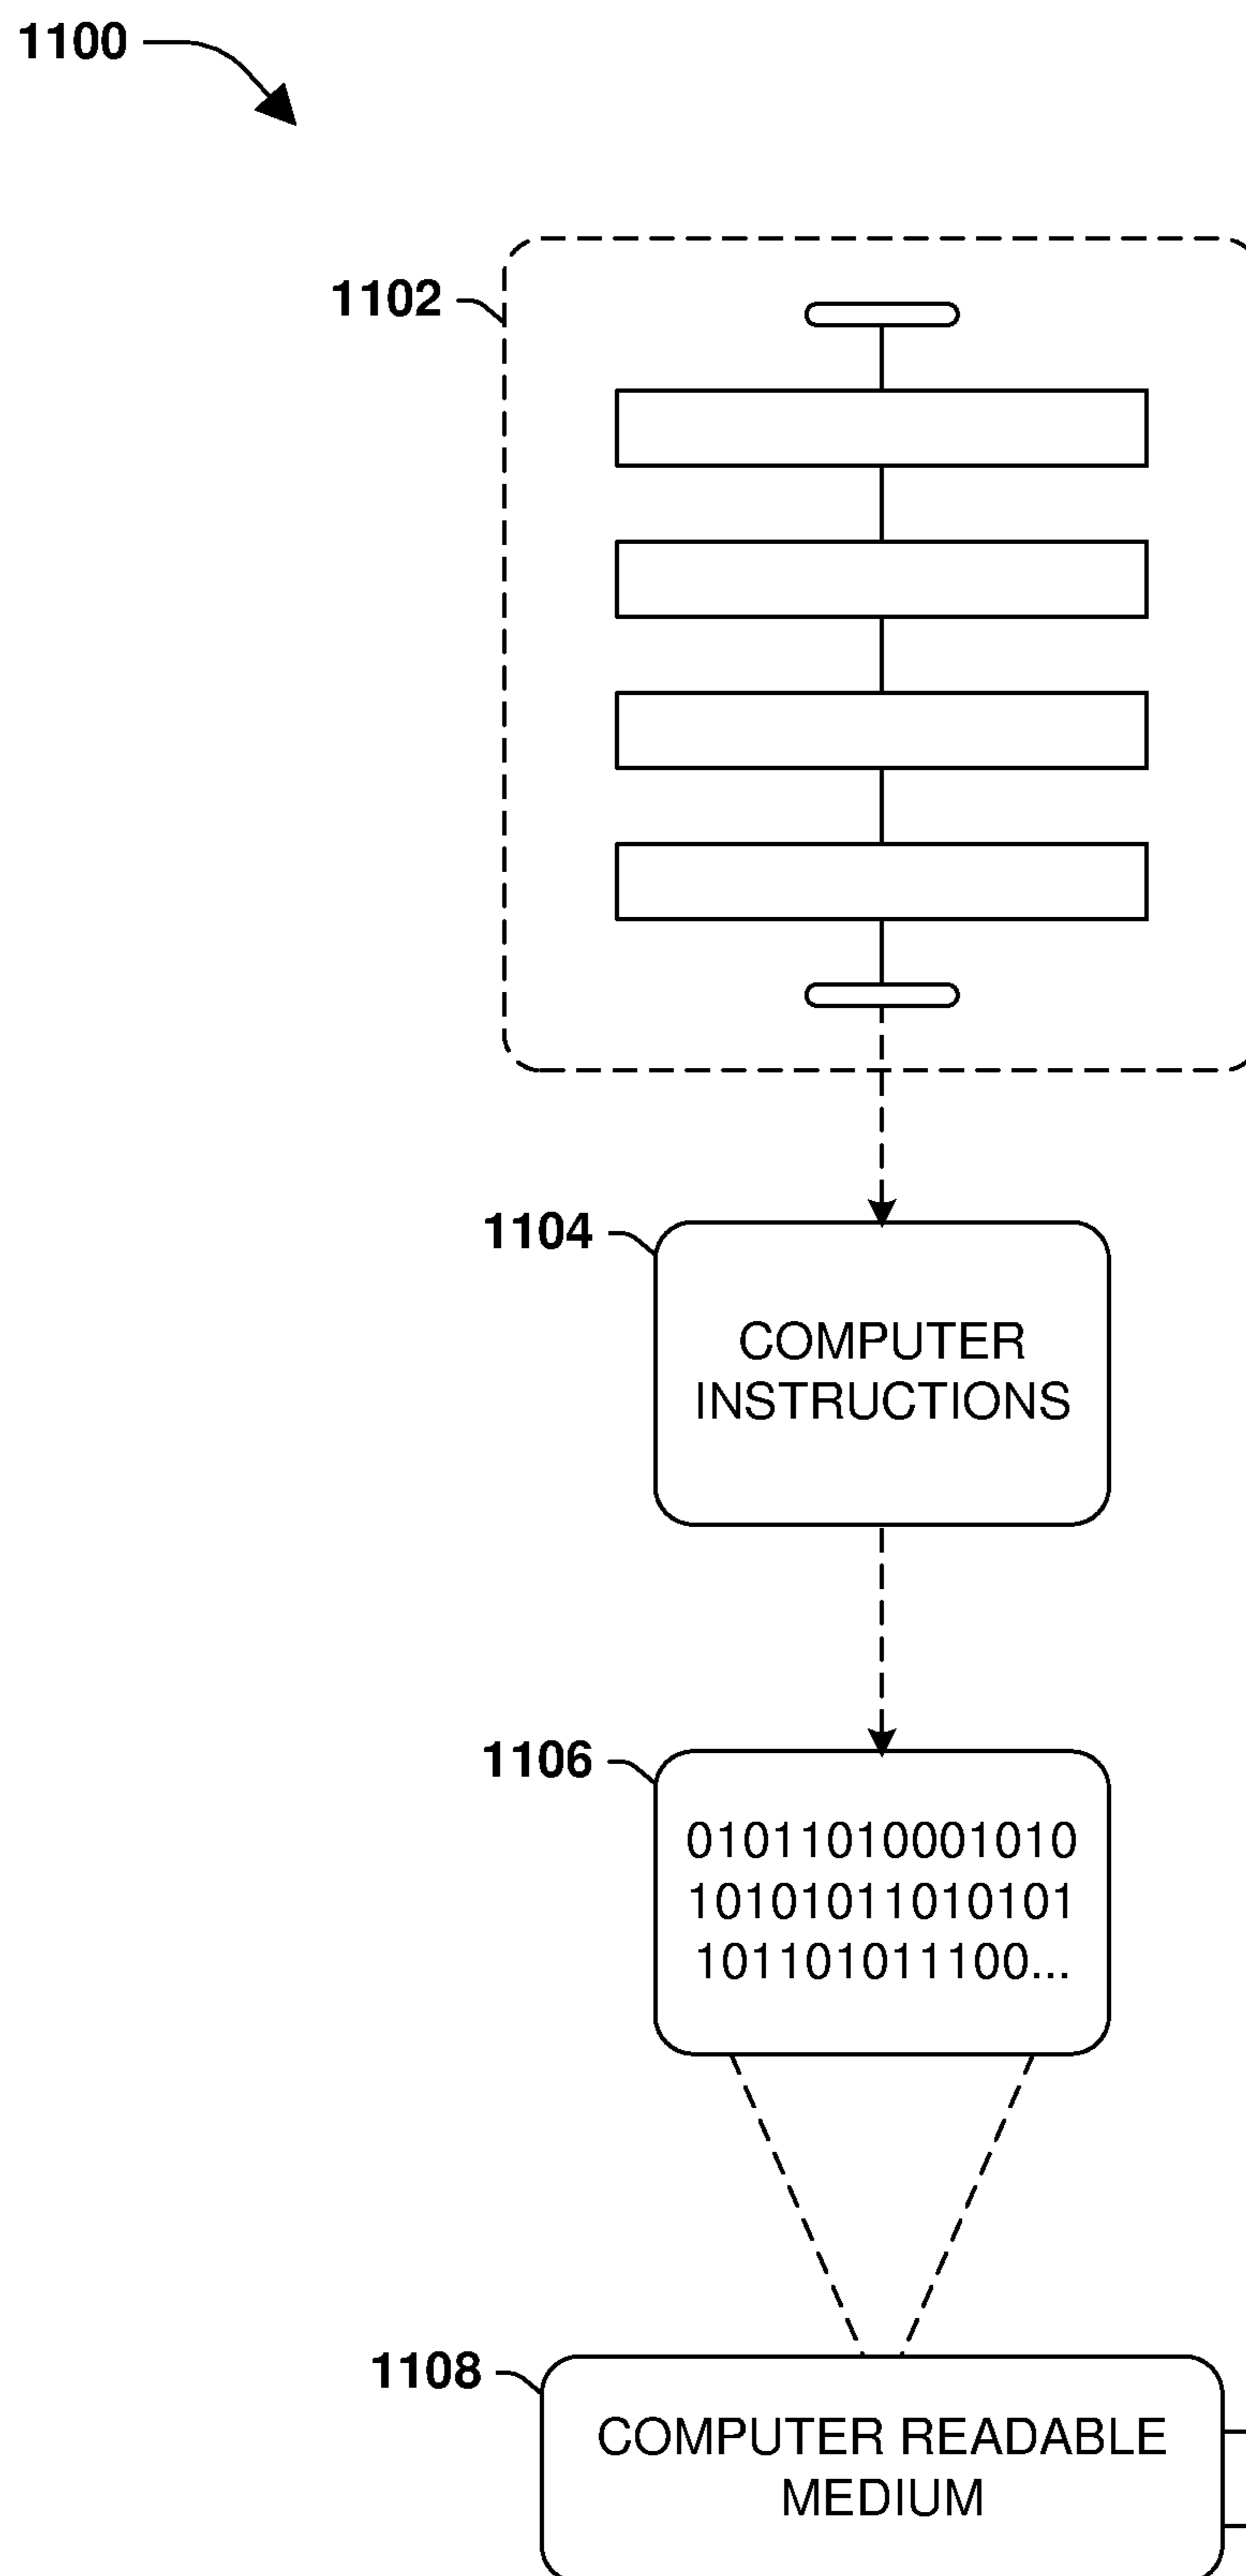 1100
1102
1104
COMPUTER
INSTRUCTIONS
1106
01011010001010
10101011010101
101101011100...
1108
COMPUTER READABLE
MEDIUM